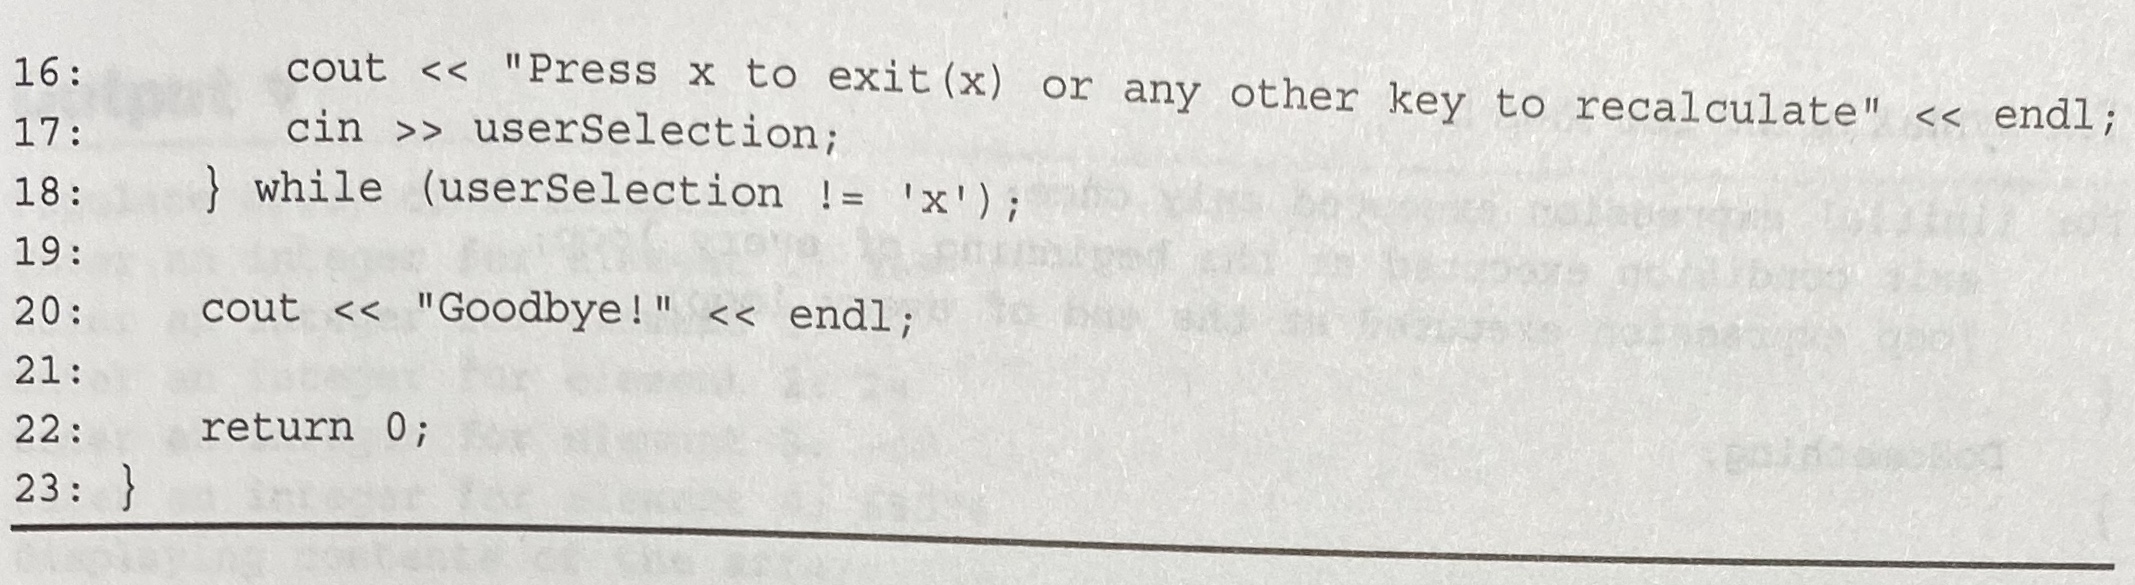 16:          cout << "Press x to exit(x) or any other key to recalculate" << endl;
17:          cin >> userSelection;
18:      } while (userSelection != 'x');
19:
20:      cout << "Goodbye!" << endl;
21:
22:      return 0;
23: }